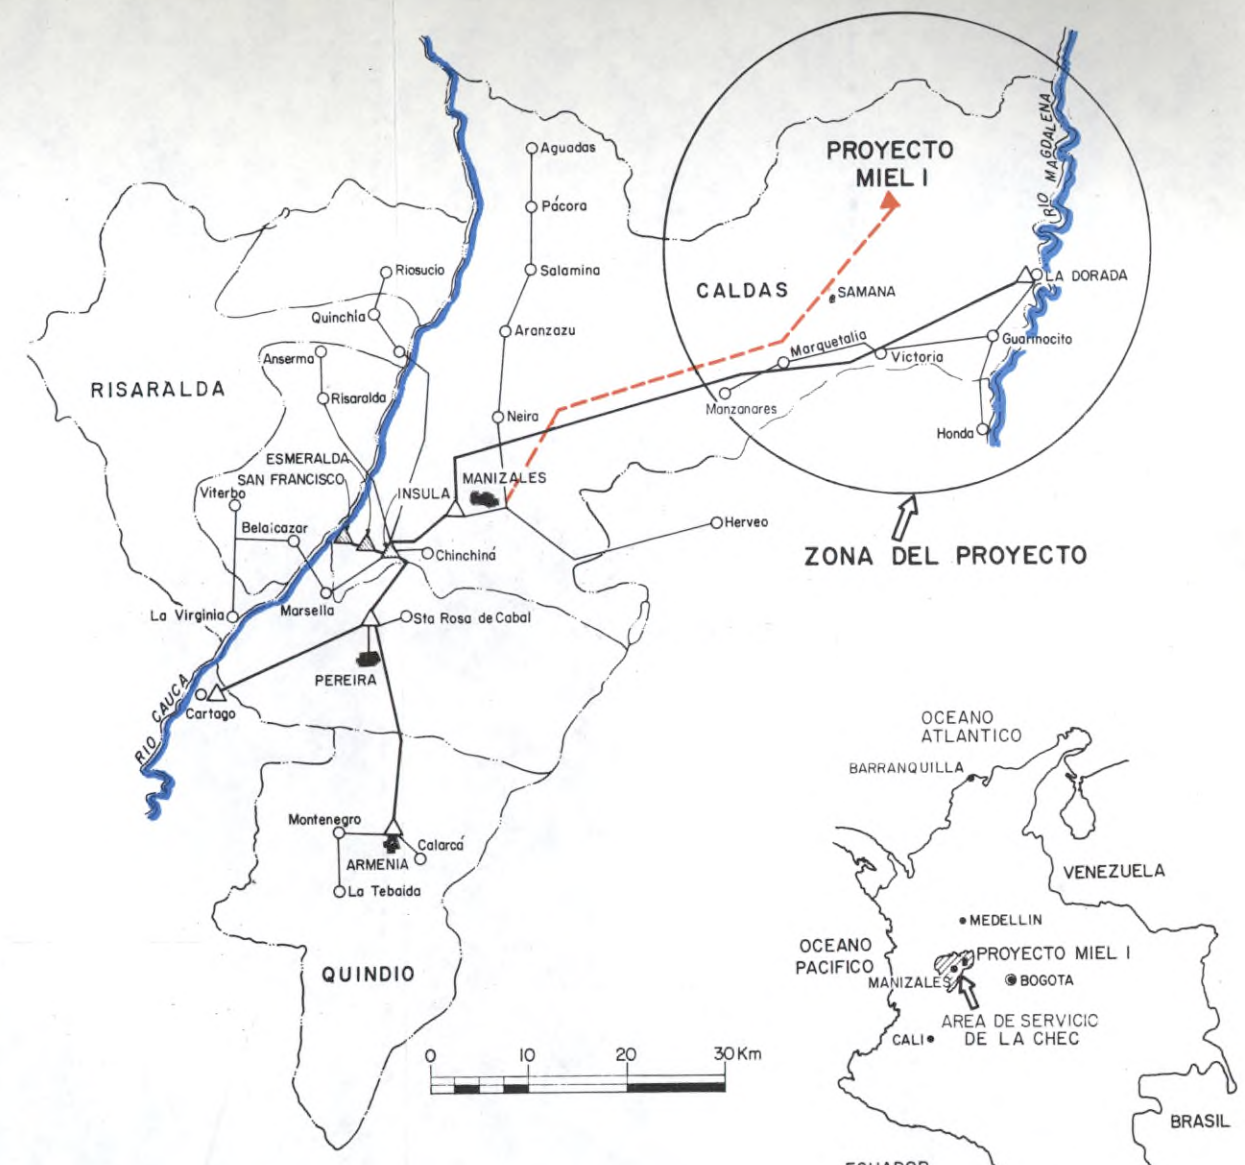 Aguadas
PROYECTO
MIEL I
RIO MAGDALENA
Pácora
Riosucio
Salamina
LA DORADA
CALDAS
SAMANA
Quinchía
Aranzazu
Marquetalia
Guarinocito
Anserma
Victoria
RISARALDA
Risaralda
Manzanares
Neira
Honda
ESMERALDA
SAN FRANCISCO
MANIZALES
INSULA
Viterbo
Belalcazar
Herveo
Chinchiná
ZONA DEL PROYECTO
La Virginia
Marsella
Sta Rosa de Cabal
PEREIRA
RIO CAUCA
Cartago
OCEANO
ATLANTICO
BARRANQUILLA
Montenegro
Calarcá
ARMENIA
La Tebaida
VENEZUELA
MEDELLIN
OCEANO
PACIFICO
PROYECTO MIEL I
MANIZALES
BOGOTA
QUINDIO
AREA DE SERVICIO
DE LA CHEC
CALI
0 10 20 30 Km
BRASIL
ECUADOR